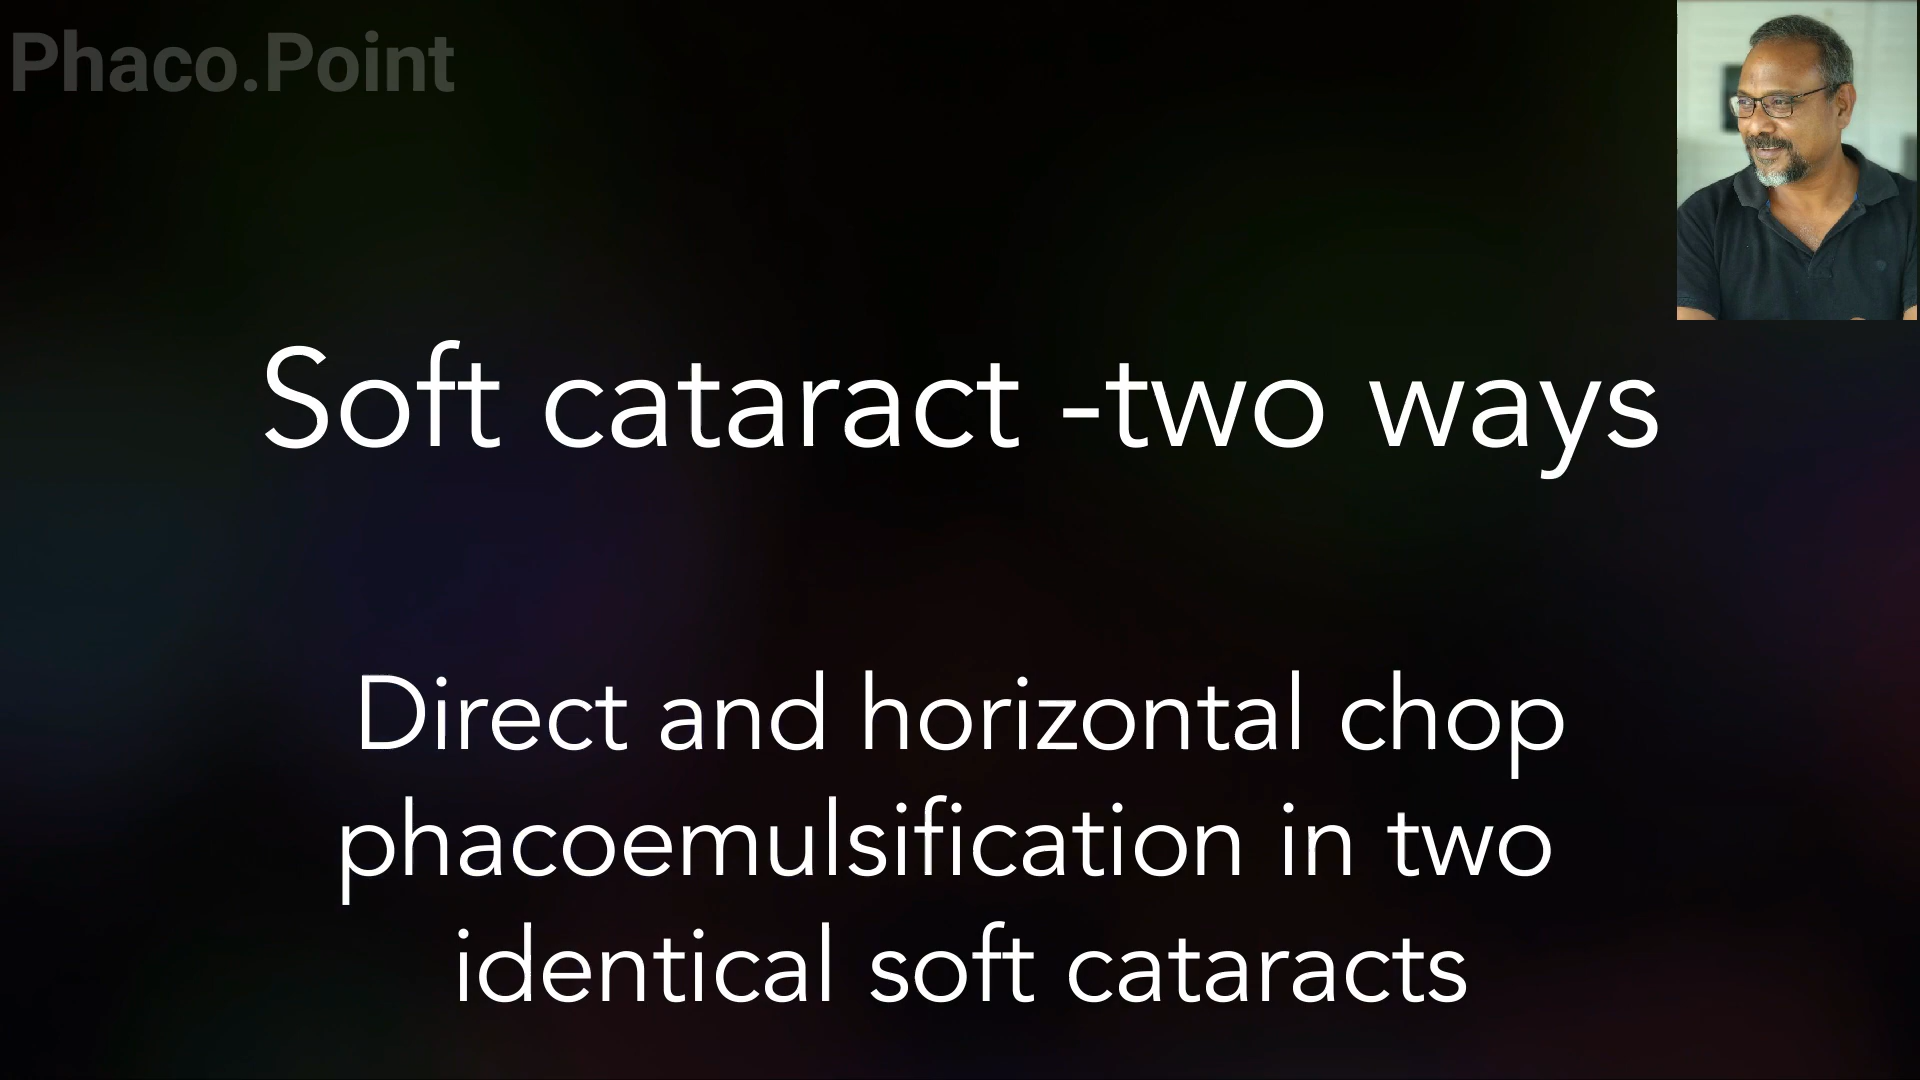 Phaco.Point
Soft cataract -two ways
Direct and horizontal chop
phacoemulsification in two
identical soft cataracts